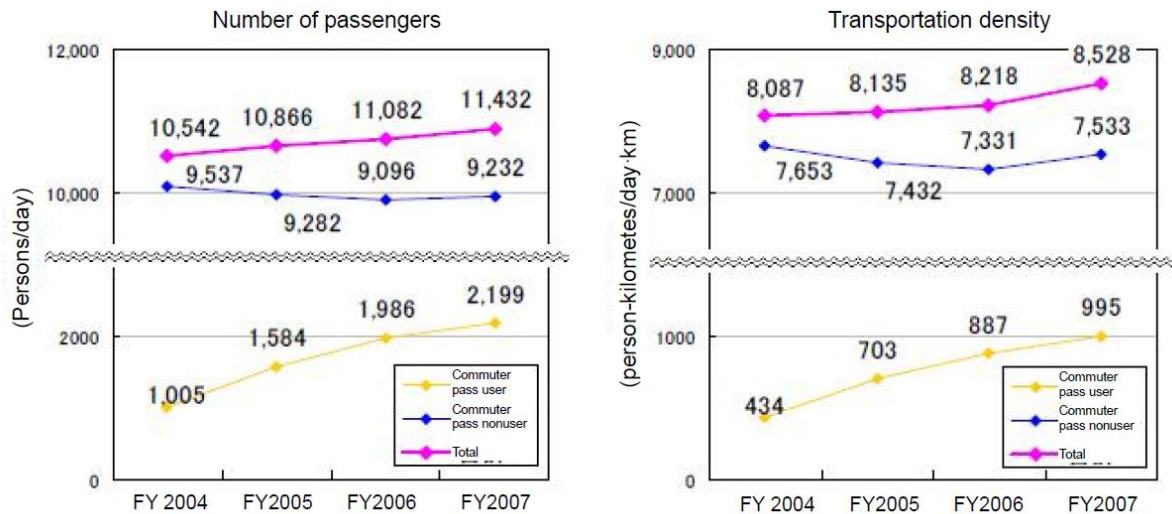 Number of passengers
12,000
10,000
2000
0
(Persons/day)
10,542
10,866
11,082
11,432
9,537
9,282
9,096
9,232
1,005
1,584
1,986
2,199
Commuter
pass user
Commuter
pass nonuser
Total
FY 2004
FY2005
FY2006
FY2007
Transportation density
9,000
7,000
1000
0
(person-kilometes/day·km)
8,087
8,135
8,218
8,528
7,653
7,432
7,331
7,533
434
703
887
995
Commuter
pass user
Commuter
pass nonuser
Total
FY 2004
FY2005
FY2006
FY2007